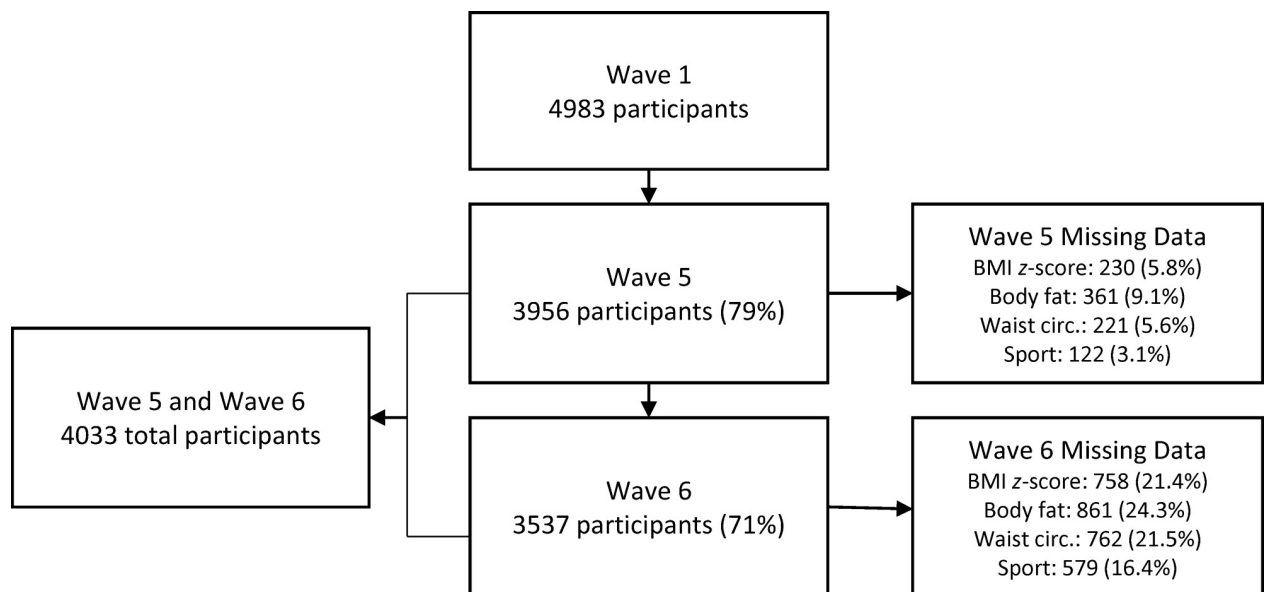 Wave 1
4983 participants
Wave 5
3956 participants (79%)
Wave 5 Missing Data
BMI z-score: 230 (5.8%)
Body fat: 361 (9.1%)
Waist circ.: 221 (5.6%)
Sport: 122 (3.1%)
Wave 5 and Wave 6
4033 total participants
Wave 6
3537 participants (71%)
Wave 6 Missing Data
BMI z-score: 758 (21.4%)
Body fat: 861 (24.3%)
Waist circ.: 762 (21.5%)
Sport: 579 (16.4%)